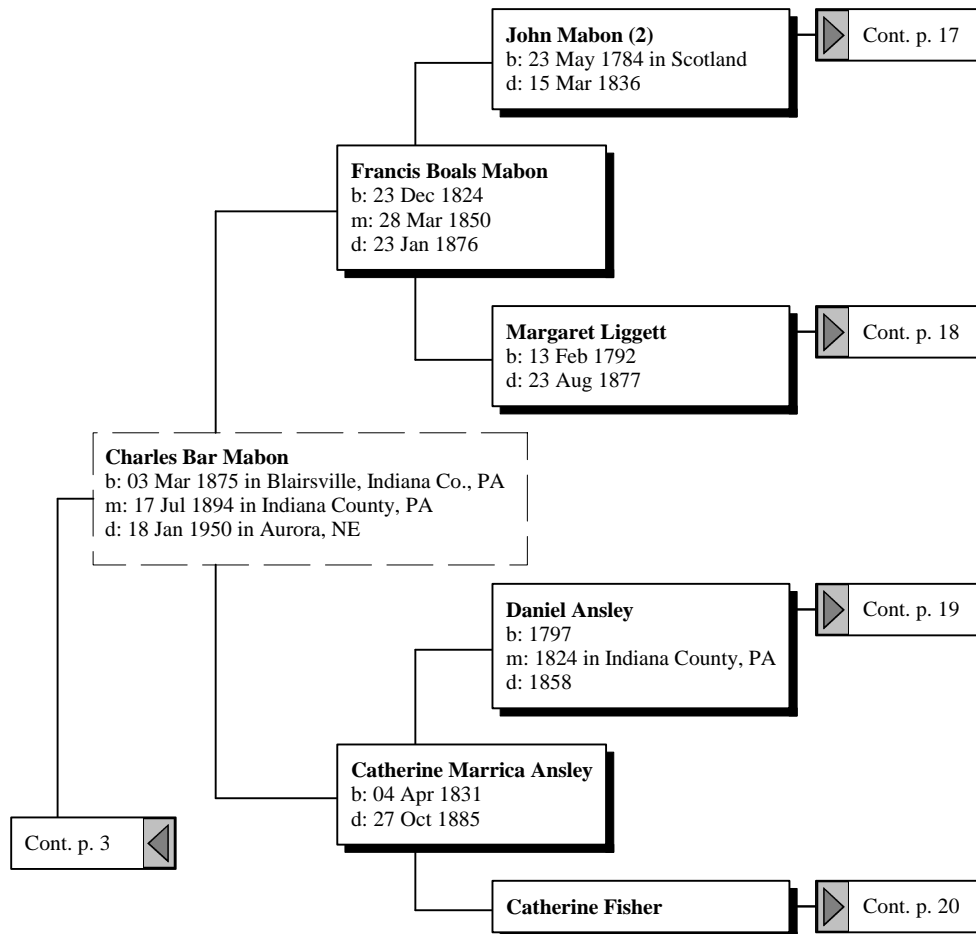 John Mabon (2)
b: 23 May 1784 in Scotland
d: 15 Mar 1836
Cont. p. 17
Francis Boals Mabon
b: 23 Dec 1824
m: 28 Mar 1850
d: 23 Jan 1876
Margaret Liggett
b: 13 Feb 1792
d: 23 Aug 1877
Cont. p. 18
Charles Bar Mabon
b: 03 Mar 1875 in Blairsville, Indiana Co., PA
m: 17 Jul 1894 in Indiana County, PA
d: 18 Jan 1950 in Aurora, NE
Daniel Ansley
b: 1797
m: 1824 in Indiana County, PA
d: 1858
Cont. p. 19
Catherine Marrica Ansley
b: 04 Apr 1831
d: 27 Oct 1885
Cont. p. 3
Catherine Fisher
Cont. p. 20